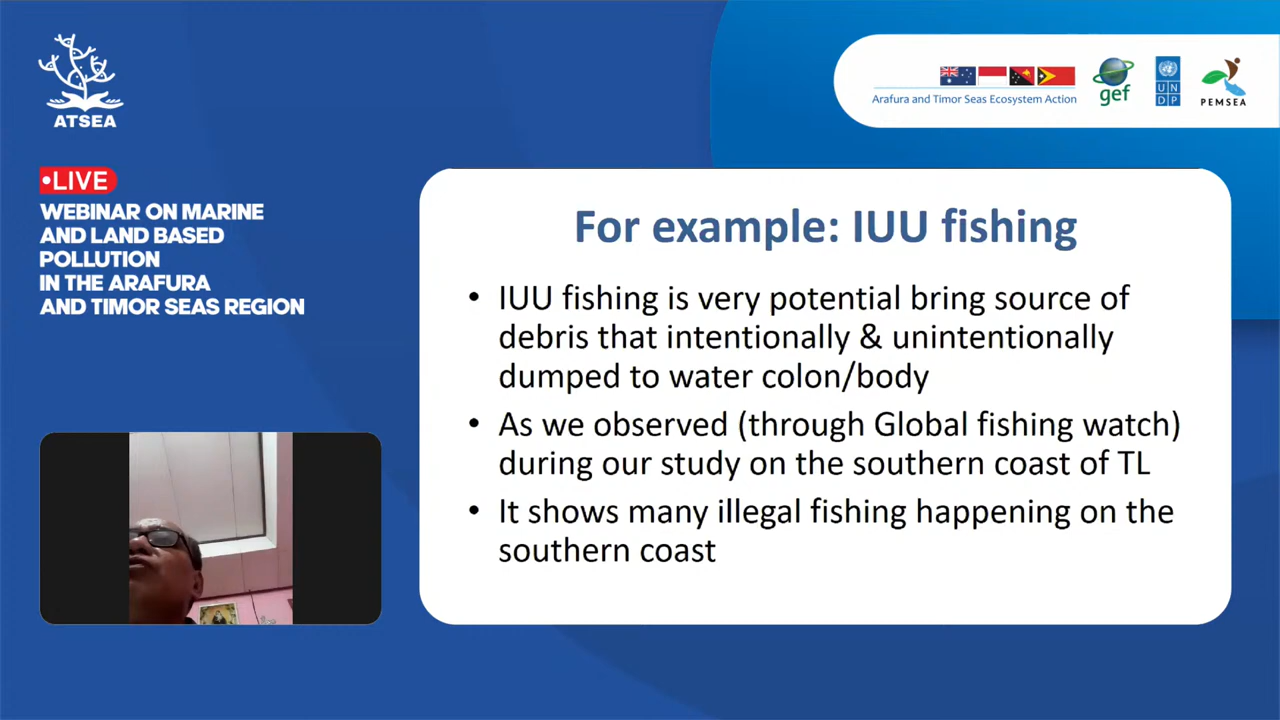 ATSEA
•LIVE
WEBINAR ON MARINE
AND LAND BASED
POLLUTION
IN THE ARAFURA
AND TIMOR SEAS REGION
Arafura and Timor Seas Ecosystem Action
gef
U N
D P
PEMSEA
For example: IUU fishing
• IUU fishing is very potential bring source of
debris that intentionally & unintentionally
dumped to water colon/body
• As we observed (through Global fishing watch)
during our study on the southern coast of TL
• It shows many illegal fishing happening on the
southern coast